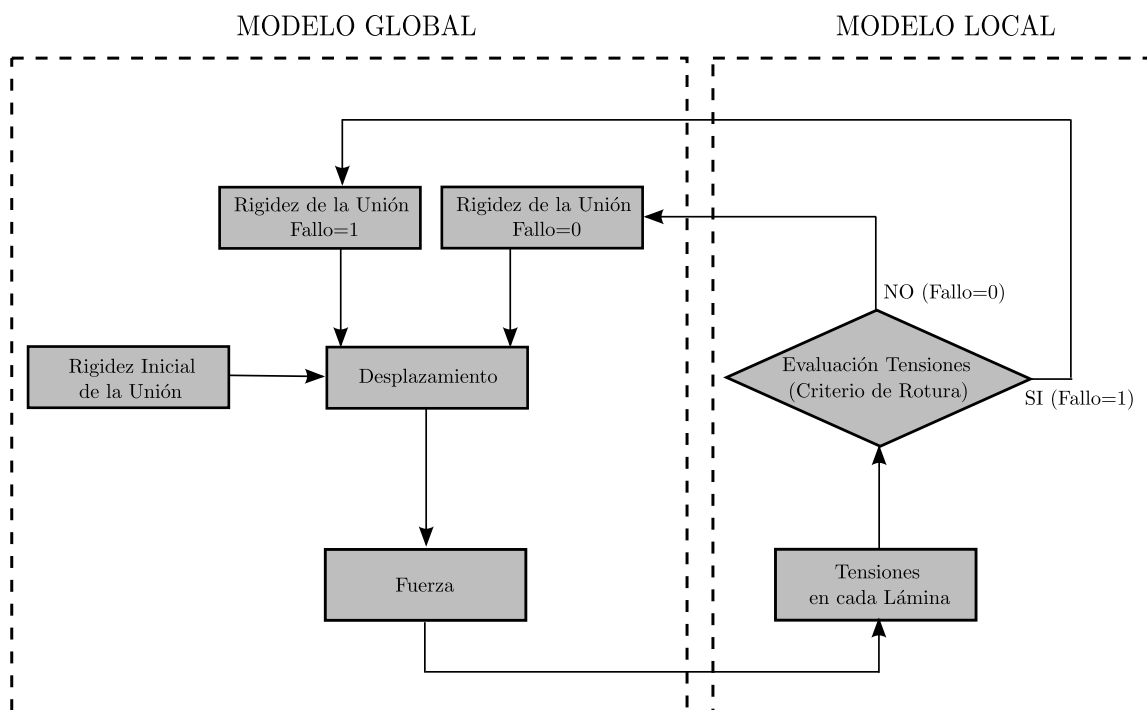 MODELO GLOBAL
MODELO LOCAL
Rigidez de la Unión
Fallo=1
Rigidez de la Unión
Fallo=0
NO (Fallo=0)
Rigidez Inicial
de la Unión
Desplazamiento
Evaluación Tensiones
(Criterio de Rotura)
SI (Fallo=1)
Fuerza
Tensiones
en cada Lámina